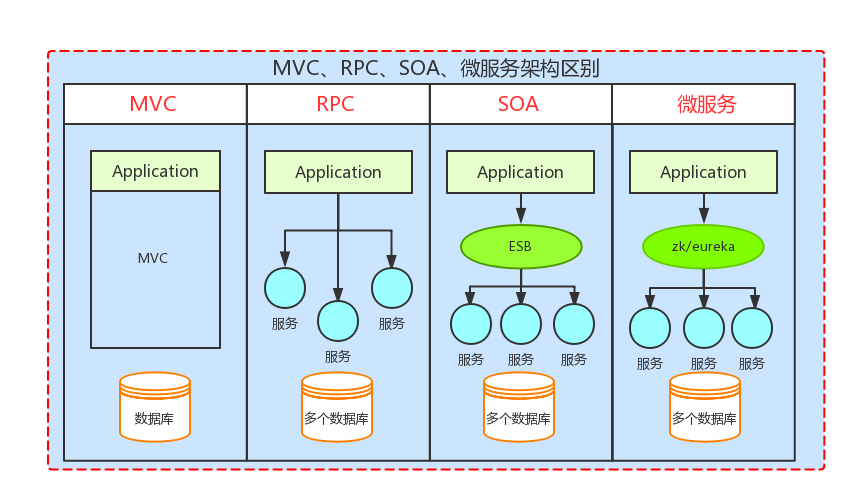 MVC、RPC、SOA、微服务架构区别
MVC
RPC
SOA
微服务
Application
MVC
数据库
Application
服务
服务
服务
多个数据库
Application
ESB
服务
服务
服务
多个数据库
Application
zk/eureka
服务
服务
服务
多个数据库